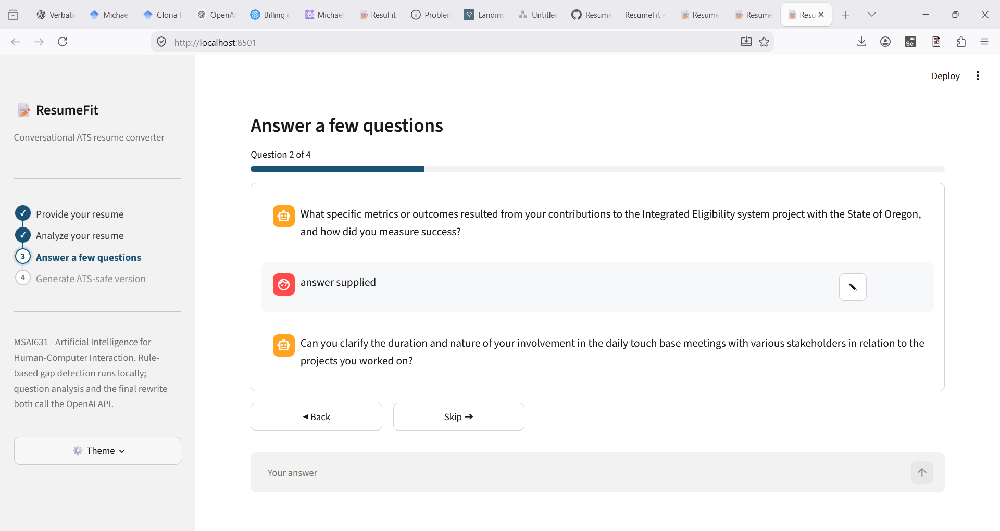 Verbati
Michae
Gloria F
OpenAI
Billing
Michael
ResuFit
Problen
Landing
Untitled
Resume
ResumeFit -
Resume
Resume
Resu
http://localhost:8501
Se
Deploy
ResumeFit
Conversational ATS resume converter
Provide your resume
Analyze your resume
3 Answer a few questions
4 Generate ATS-safe version
MSAI631 - Artificial Intelligence for
Human-Computer Interaction. Rule-
based gap detection runs locally;
question analysis and the final rewrite
both call the OpenAI API.
Theme
Answer a few questions
Question 2 of 4
What specific metrics or outcomes resulted from your contributions to the Integrated Eligibility system project with the State of Oregon,
and how did you measure success?
answer supplied
Can you clarify the duration and nature of your involvement in the daily touch base meetings with various stakeholders in relation to the
projects you worked on?
Back
Skip ➔
Your answer